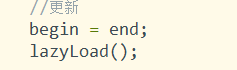 //更新
begin = end;
lazyLoad();